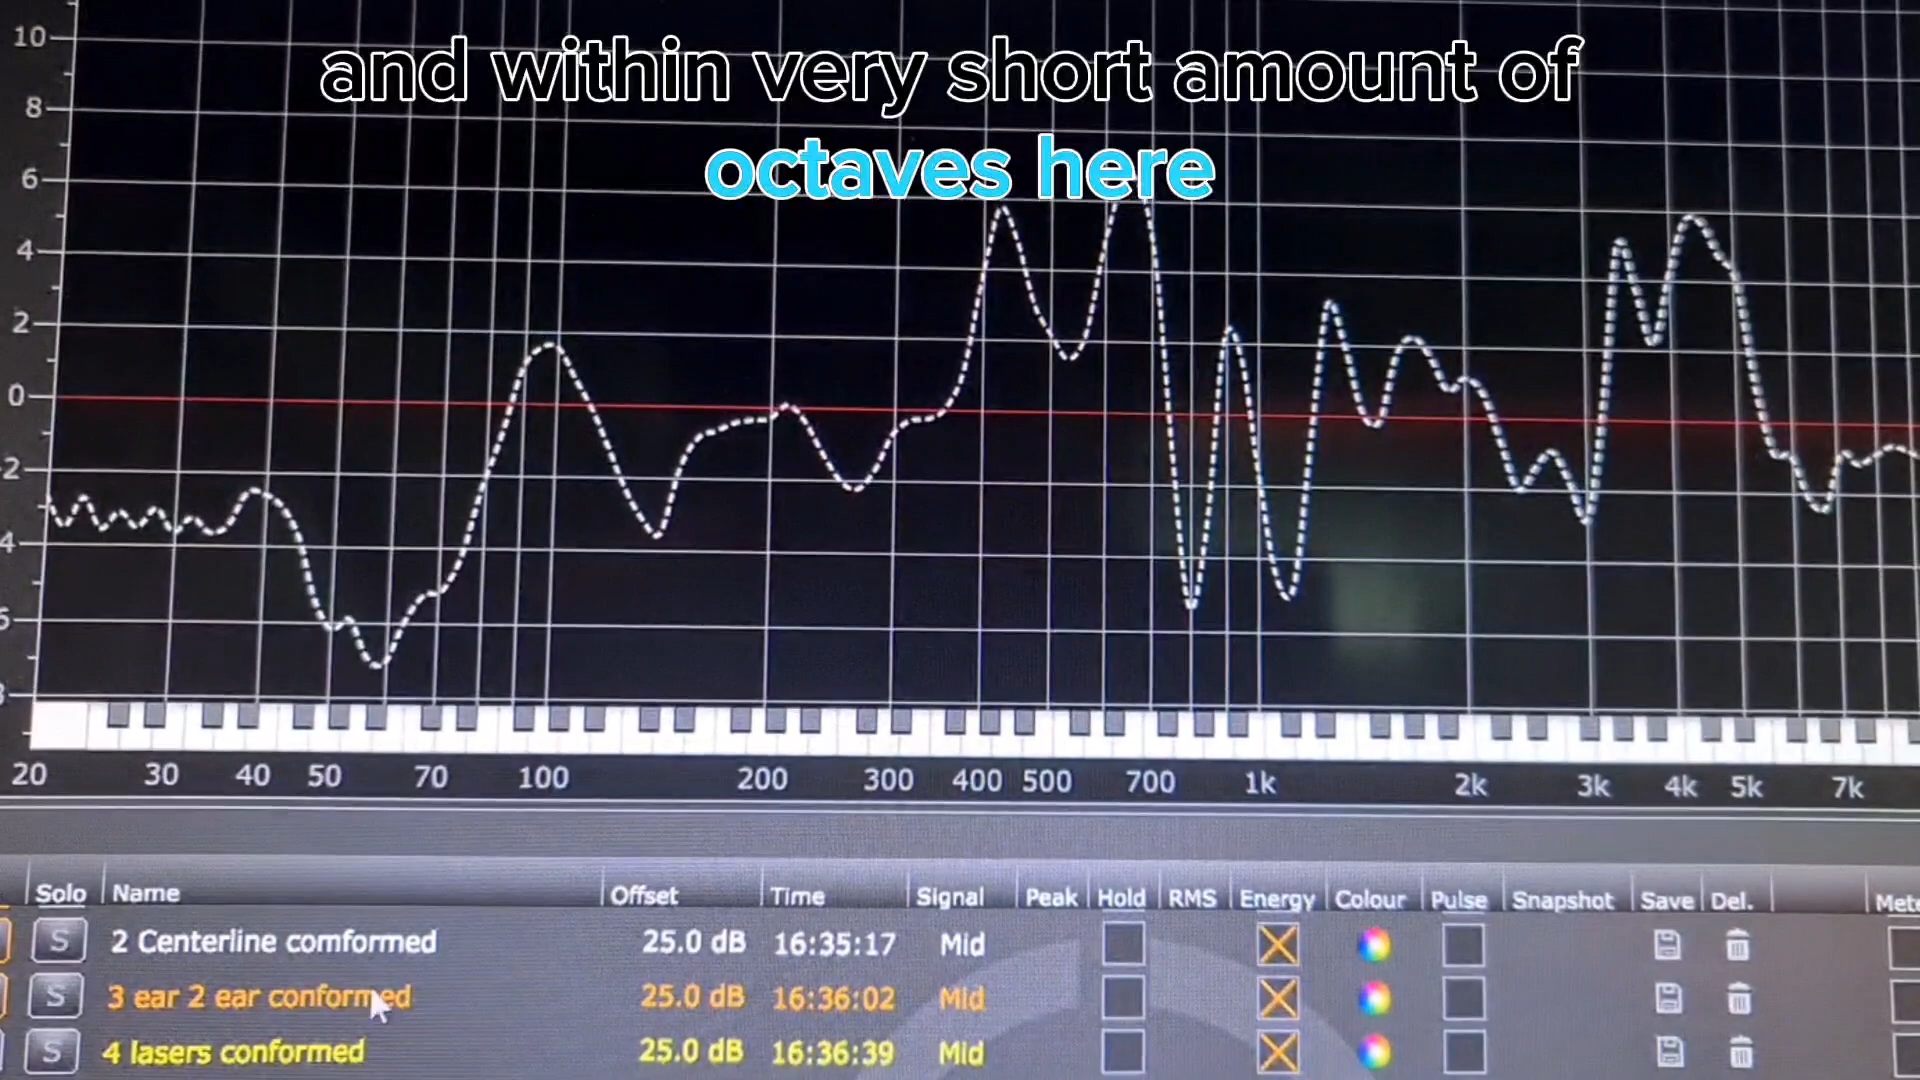 and within very short amount of
octaves here
10
8
6
4
2
0
2
4
20 30 40 50 70 100 200 300 400 500 700 1k 2k 3k 4k 5k 7k
Solo Name Offset Time Signal Peak Hold RMS Energy Colour Pulse Snapshot Save Del.
S 2 Centerline comformed 25.0 dB 16:35:17 Mid
S 3 ear 2 ear conformed 25.0 dB 16:36:02 Mid
S 4 lasers conformed 25.0 dB 16:36:39 Mid